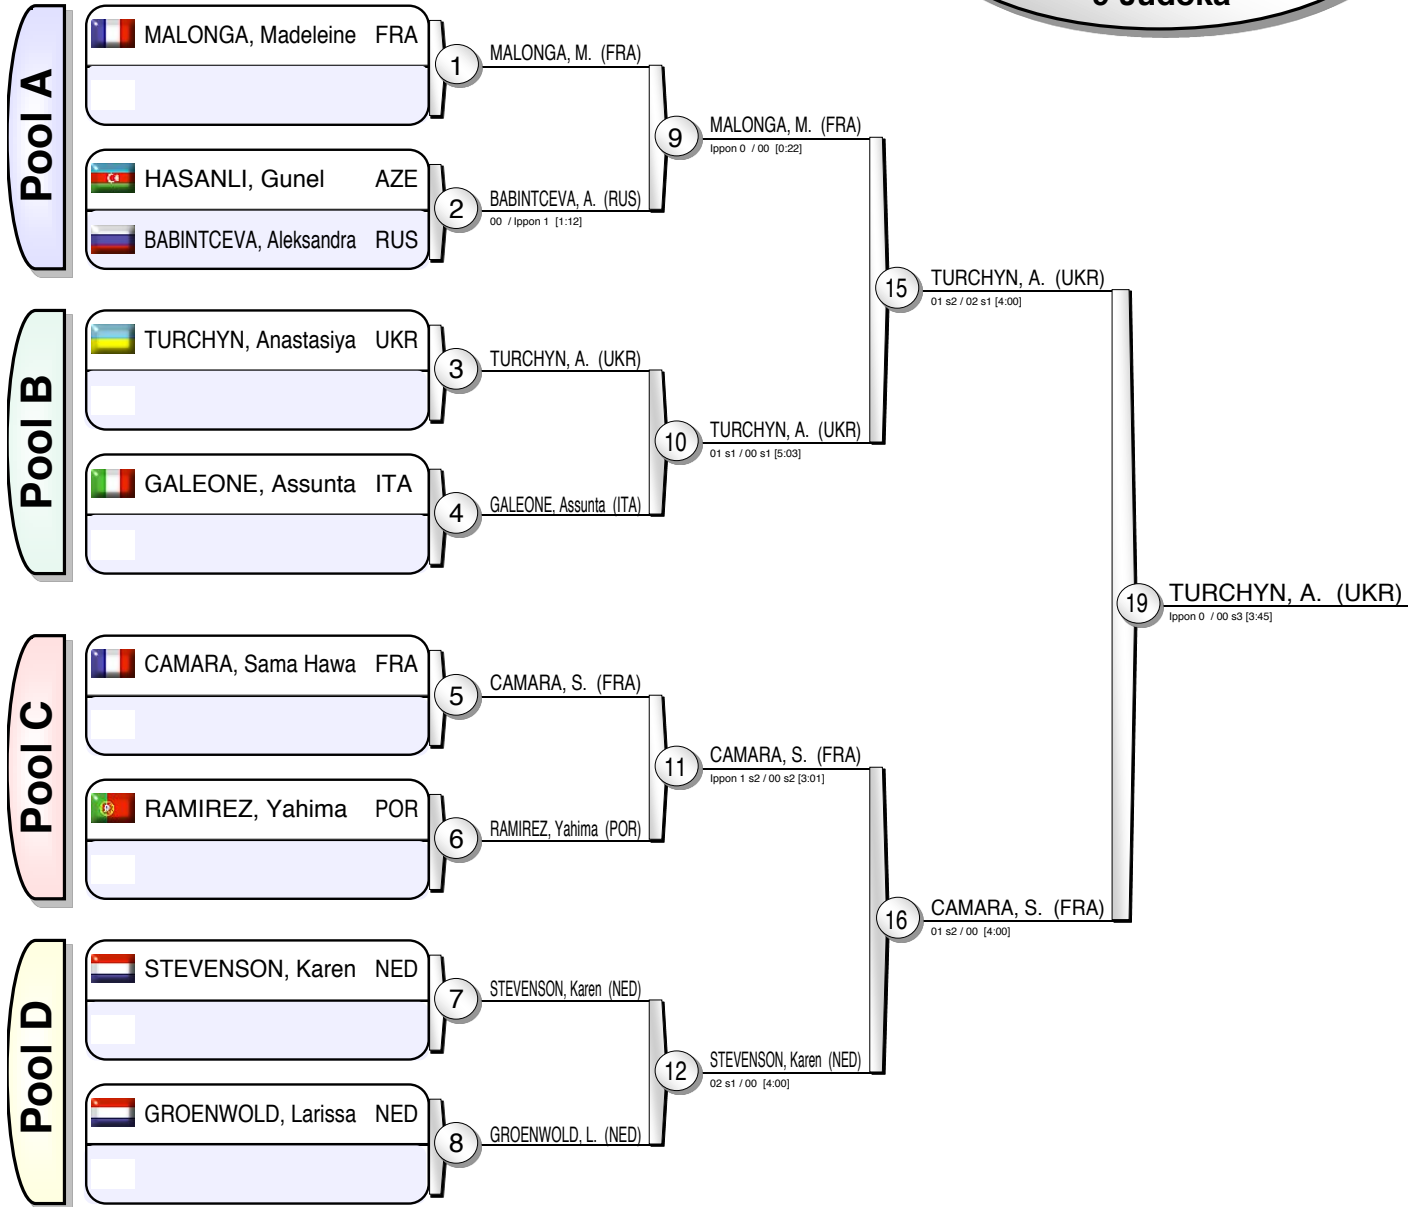 9 Judoka
Pool A
MALONGA, Madeleine FRA
1
MALONGA, M. (FRA)
HASANLI, Gunel AZE
BABINTCEVA, Aleksandra RUS
2
BABINTCEVA, A. (RUS)
00 / Ippon 1 [1:12]
9
MALONGA, M. (FRA)
Ippon 0 / 00 [0:22]
Pool B
TURCHYN, Anastasiya UKR
3
TURCHYN, A. (UKR)
GALEONE, Assunta ITA
4
GALEONE, Assunta (ITA)
10
TURCHYN, A. (UKR)
01 s1 / 00 s1 [5:03]
15
TURCHYN, A. (UKR)
01 s2 / 02 s1 [4:00]
Pool C
CAMARA, Sama Hawa FRA
5
CAMARA, S. (FRA)
RAMIREZ, Yahima POR
6
RAMIREZ, Yahima (POR)
11
CAMARA, S. (FRA)
Ippon 1 s2 / 00 s2 [3:01]
Pool D
STEVENSON, Karen NED
7
STEVENSON, Karen (NED)
GROENWOLD, Larissa NED
8
GROENWOLD, L. (NED)
12
STEVENSON, Karen (NED)
02 s1 / 00 [4:00]
16
CAMARA, S. (FRA)
01 s2 / 00 [4:00]
19
TURCHYN, A. (UKR)
Ippon 0 / 00 s3 [3:45]